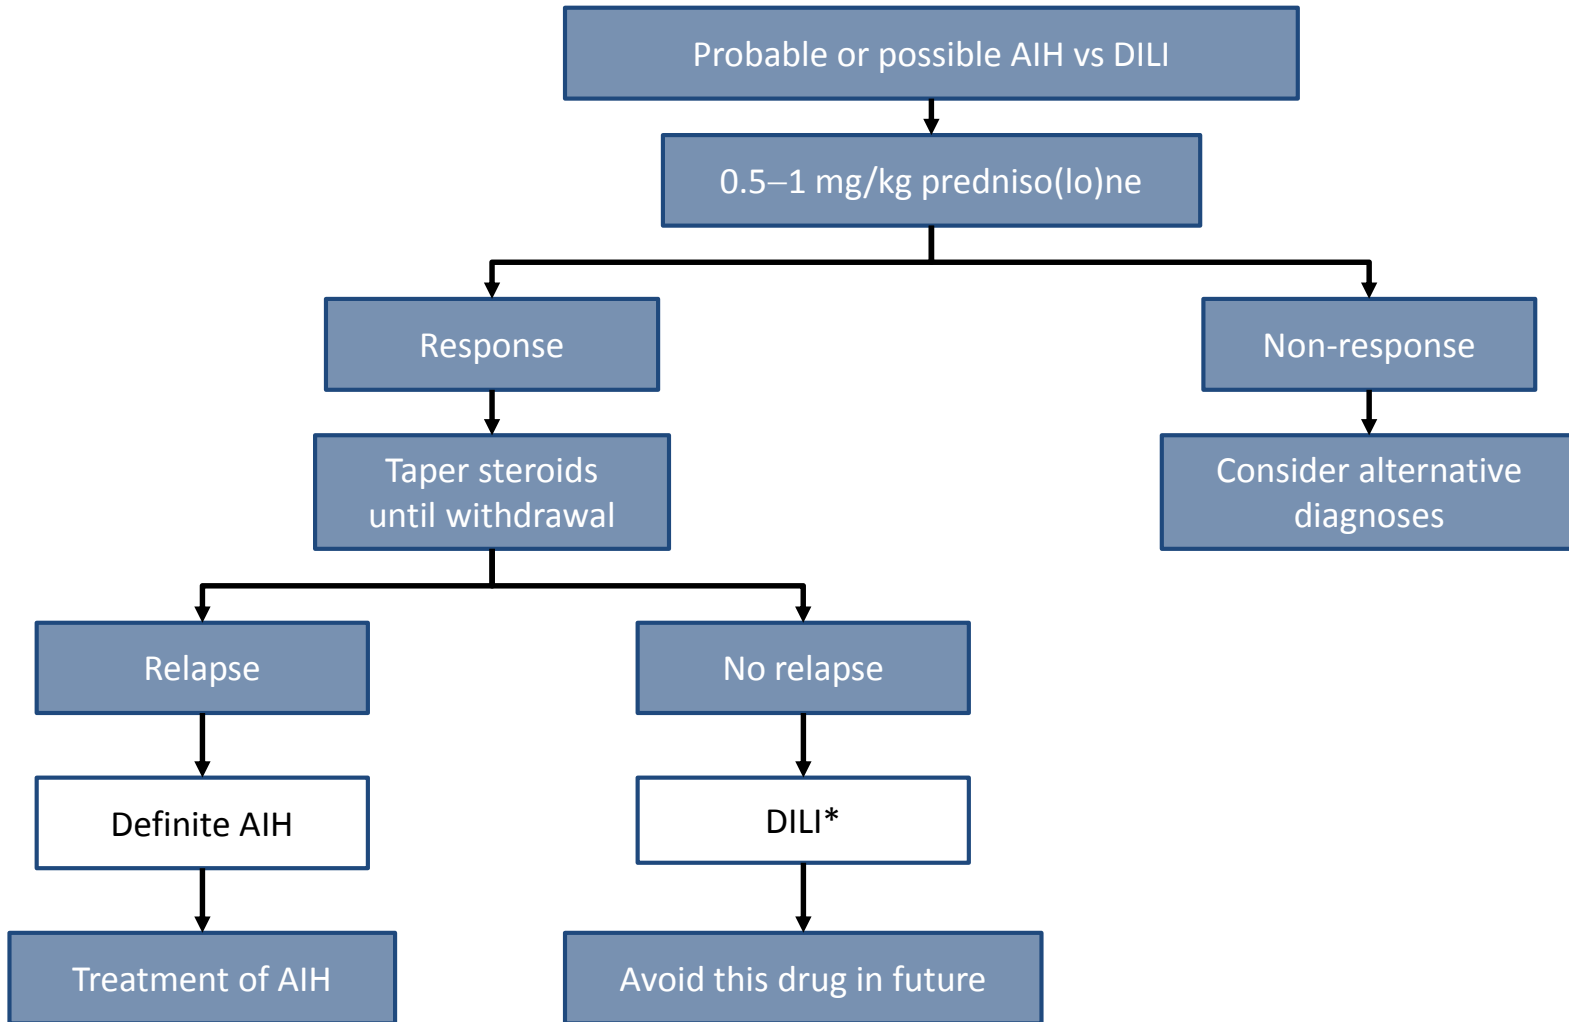 Probable or possible AIH vs DILI
0.5–1 mg/kg predniso(lo)ne
Response
Non-response
Taper steroids
until withdrawal
Consider alternative
diagnoses
Relapse
No relapse
Definite AIH
DILI*
Treatment of AIH
Avoid this drug in future